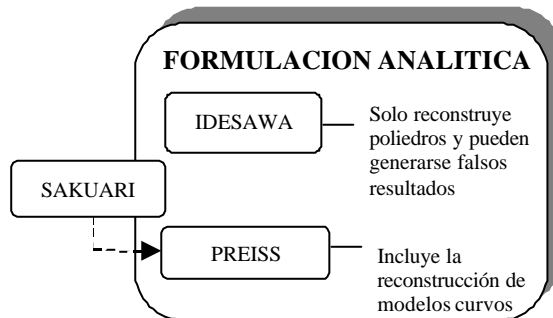 FORMULACION ANALITICA
IDESAWA
Solo reconstruye
poliedros y pueden
generarse falsos
resultados
SAKUARI
PREISS
Incluye la
reconstrucción de
modelos curvos